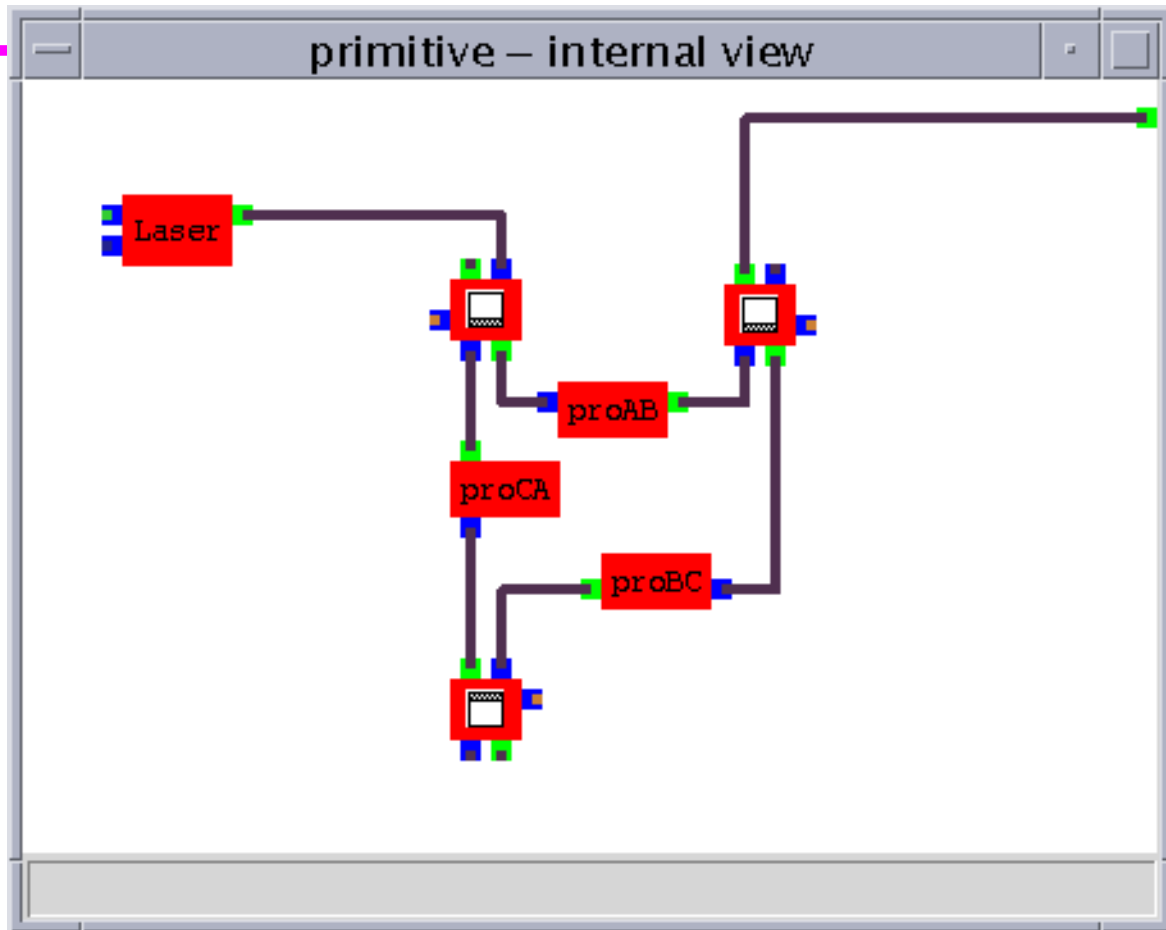 primitive – internal view
Laser
proAB
proCA
proBC